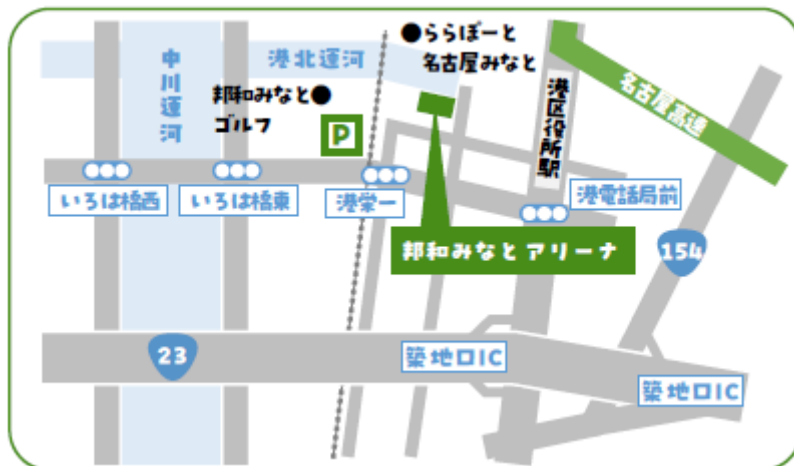 ●ららぽーと
名古屋みなと
港北運河
中川運河
邦和みなと●
ゴルフ
P
港区役所駅
名古屋高速
いろは橋西
いろは橋東
港栄一
港電話局前
邦和みなとアリーナ
154
23
築地口IC
築地口IC